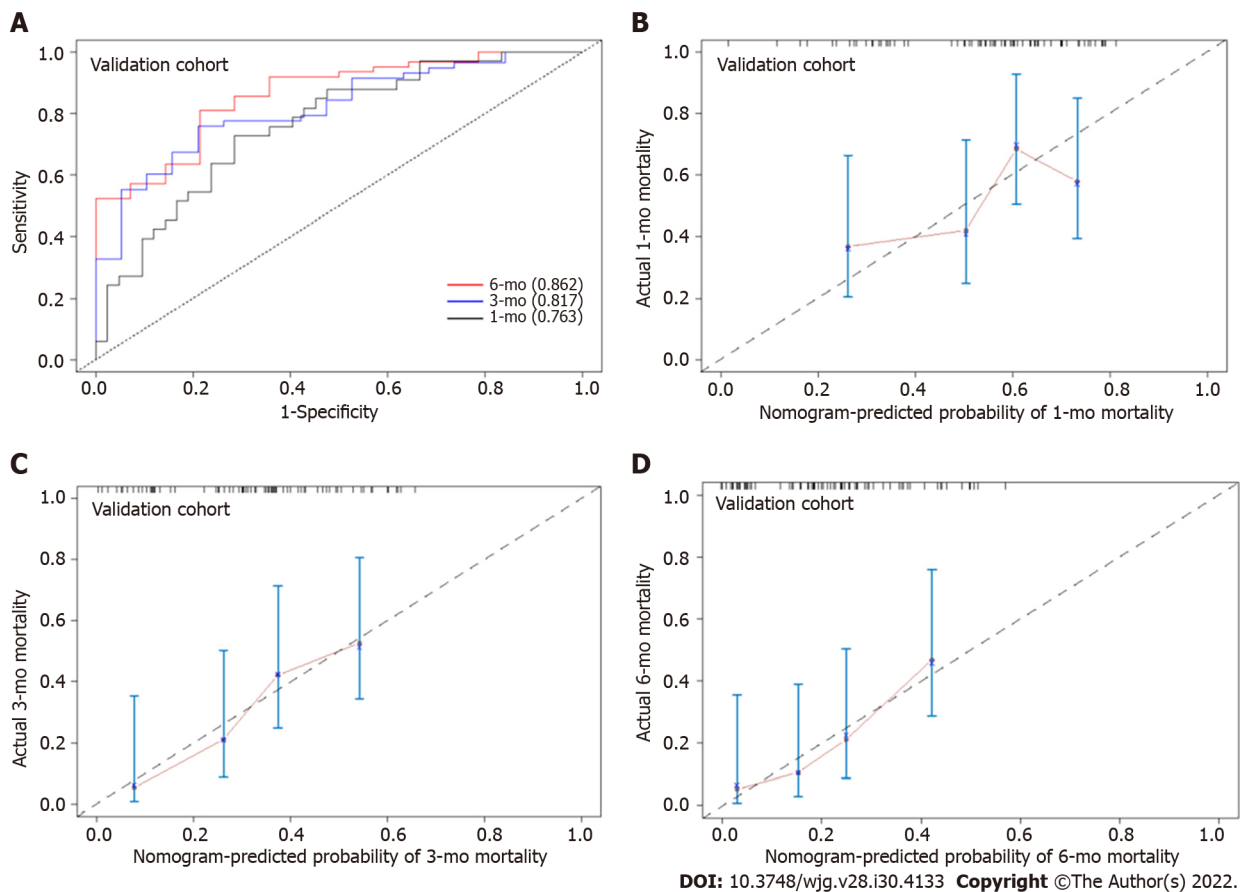 A
Validation cohort
1.0
0.8
0.6
0.4
0.2
0.0
Sensitivity
6-mo (0.862)
3-mo (0.817)
1-mo (0.763)
0.0 0.2 0.4 0.6 0.8 1.0
1-Specificity
B
Validation cohort
1.0
0.8
0.6
0.4
0.2
0.0
Actual 1-mo mortality
0.0 0.2 0.4 0.6 0.8 1.0
Nomogram-predicted probability of 1-mo mortality
C
Validation cohort
1.0
0.8
0.6
0.4
0.2
0.0
Actual 3-mo mortality
0.0 0.2 0.4 0.6 0.8 1.0
Nomogram-predicted probability of 3-mo mortality
D
Validation cohort
1.0
0.8
0.6
0.4
0.2
0.0
Actual 6-mo mortality
0.0 0.2 0.4 0.6 0.8 1.0
Nomogram-predicted probability of 6-mo mortality
DOI: 10.3748/wjg.v28.i30.4133 Copyright ©The Author(s) 2022.